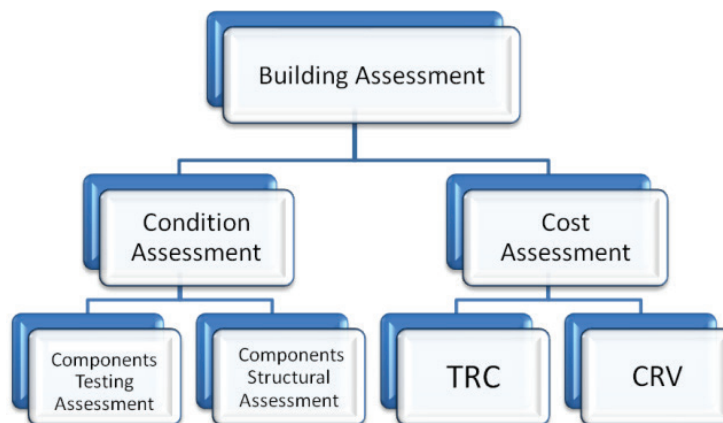 Building Assessment
Condition
Assessment
Cost
Assessment
Components
Testing
Assessment
Components
Structural
Assessment
TRC
CRV